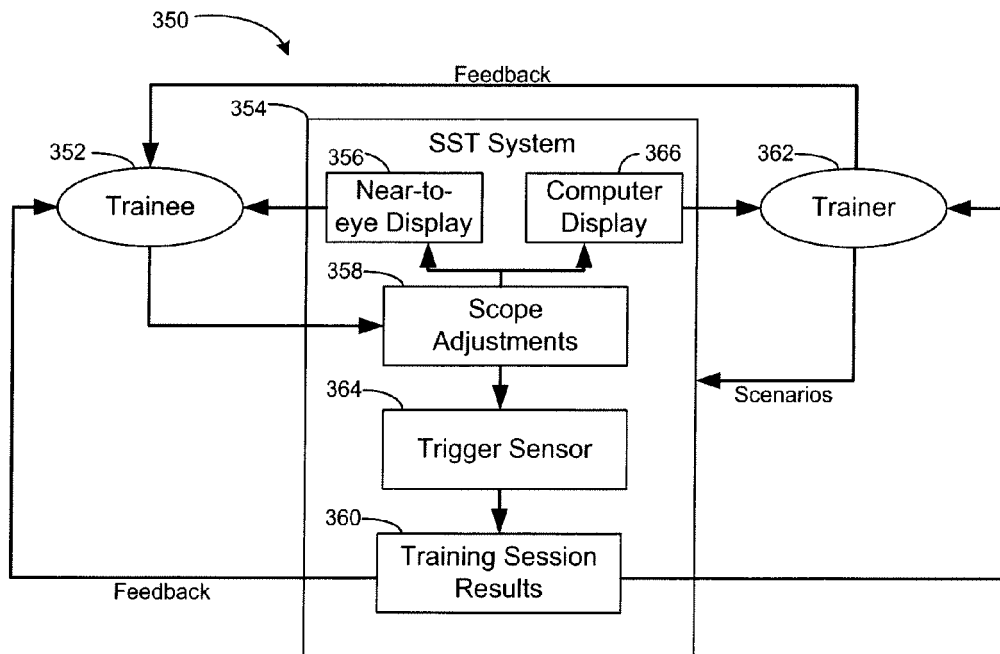 350
Feedback
354
SST System
352
356
366
362
Trainee
Near-to-
eye Display
Computer
Display
Trainer
358
Scope
Adjustments
364
Scenarios
Trigger Sensor
360
Training Session
Results
Feedback